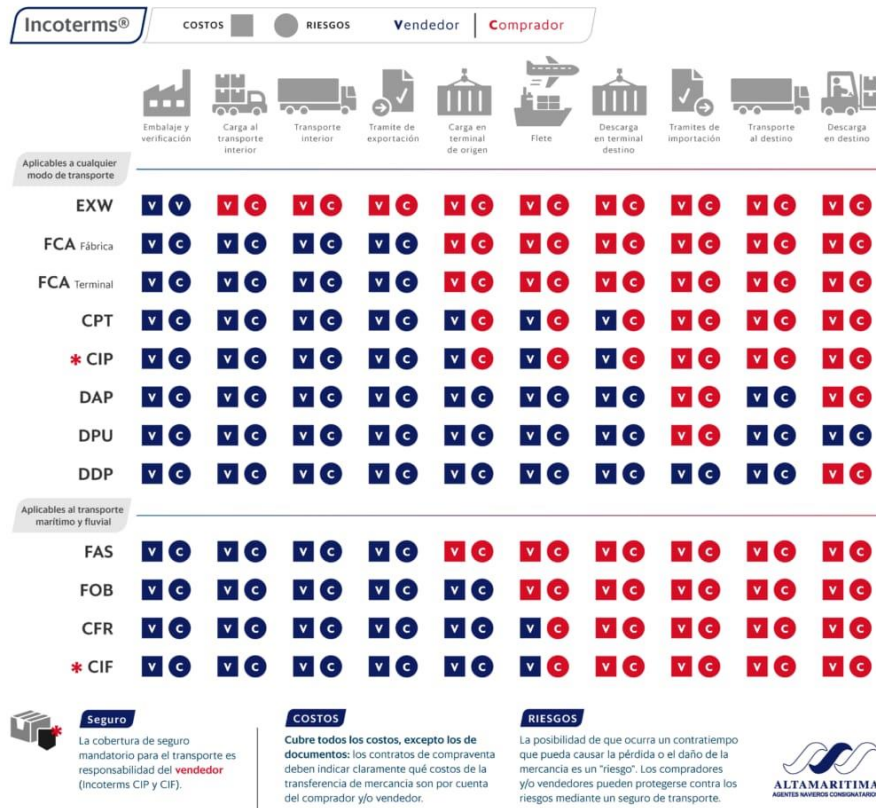 Incoterms®
COSTOS RIESGOS Vendedor | Comprador
Embalaje y
verificación
Carga al
transporte
interior
Transporte
interior
Tramite de
exportación
Carga en
terminal
de origen
Flete
Descarga
en terminal
destino
Tramites de
importación
Transporte
al destino
Descarga
en destino
Aplicables a cualquier
modo de transporte
EXW V V V C V C V C V C V C V C V C V C V C
FCA Fábrica V C V C V C V C V C V C V C V C V C V C
FCA Terminal V C V C V C V C V C V C V C V C V C V C
CPT V C V C V C V C V C V C V C V C V C V C
* CIP V C V C V C V C V C V C V C V C V C V C
DAP V C V C V C V C V C V C V C V C V C V C
DPU V C V C V C V C V C V C V C V C V C V C
DDP V C V C V C V C V C V C V C V C V C V C
Aplicables al transporte
marítimo y fluvial
FAS V C V C V C V C V C V C V C V C V C V C
FOB V C V C V C V C V C V C V C V C V C V C
CFR V C V C V C V C V C V C V C V C V C V C
* CIF V C V C V C V C V C V C V C V C V C V C
Seguro
La cobertura de seguro
mandatorio para el transporte es
responsabilidad del vendedor
(Incoterms CIP y CIF).
COSTOS
Cubre todos los costos, excepto los de
documentos: los contratos de compraventa
deben indicar claramente qué costos de la
transferencia de mercancía son por cuenta
del comprador y/o vendedor.
RIESGOS
La posibilidad de que ocurra un contratiempo
que pueda causar la pérdida o el daño de la
mercancía es un "riesgo". Los compradores
y/o vendedores pueden protegerse contra los
riesgos mediante un seguro de transporte.
ALTAMARITIMA
AGENTES NAVIEROS CONSIGNATARIOS